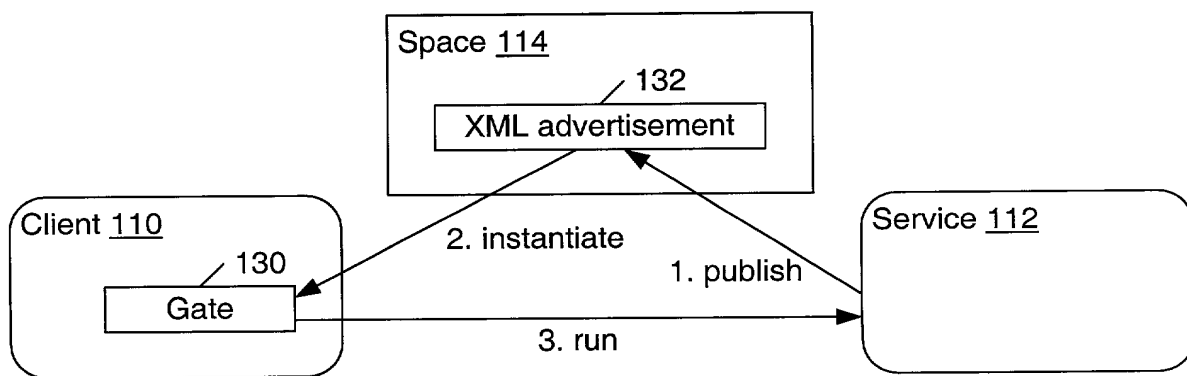 Space 114
132
XML advertisement
Client 110
2. instantiate
Service 112
130
1. publish
Gate
3. run